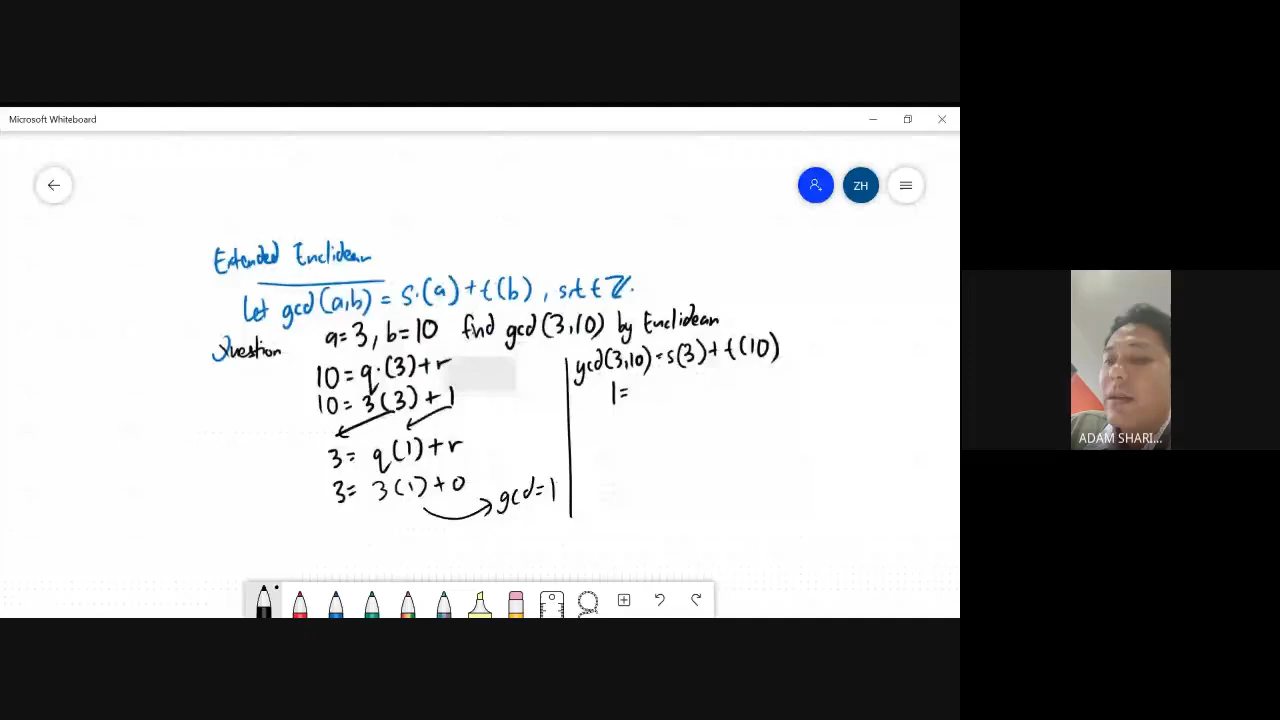 Microsoft Whiteboard
ZH
Extended Euclidean
let gcd(a,b) = s.(a)+t(b), s,t ∈ ℤ.
Question a=3, b=10 find gcd(3,10) by Euclidean
10= q.(3)+r
10= 3(3)+1
3= q(1)+r
3= 3(1)+0
gcd=1
gcd(3,10)=s(3)+t(10)
1=
ADAM SHARI...